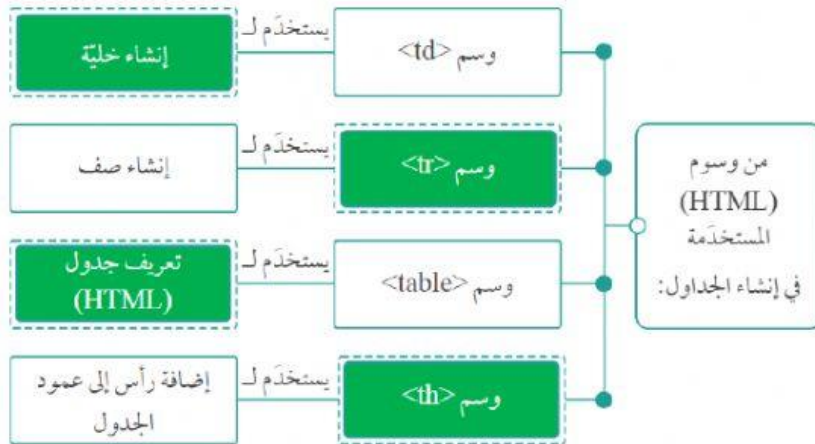 من وسوم
(HTML)
المستخدَمة
في إنشاء الجداول:
وسم <td>
يستخدَم لـ
إنشاء خليّة
وسم <tr>
يستخدَم لـ
إنشاء صف
وسم <table>
يستخدَم لـ
تعريف جدول
(HTML)
وسم <th>
يستخدَم لـ
إضافة رأس إلى عمود
الجدول